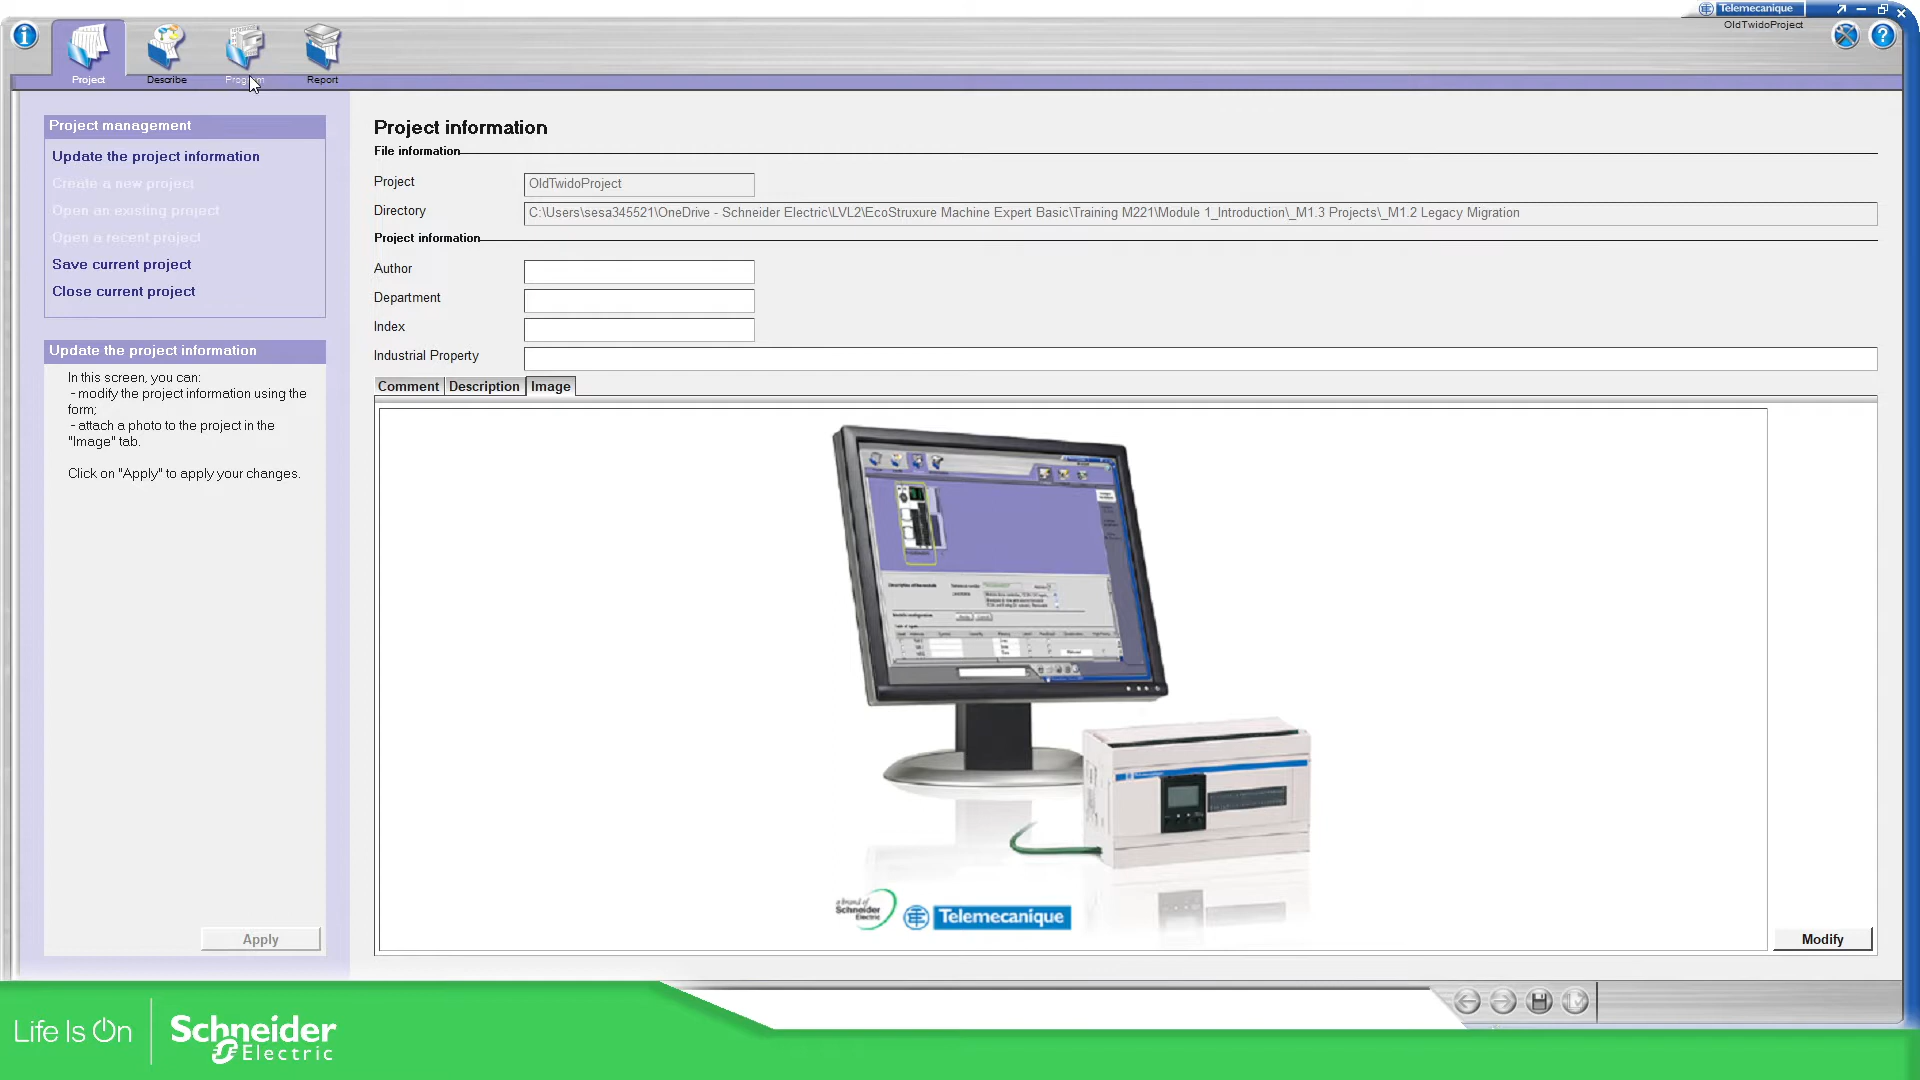 Telemecanique
OldTwidoProject
Project
Describe
Program
Report
Project management
Update the project information
Create a new project
Open an existing project
Open a recent project
Save current project
Close current project
Update the project information
In this screen, you can:
- modify the project information using the
form;
- attach a photo to the project in the
"Image" tab.
Click on "Apply" to apply your changes.
Apply
Project information
File information
Project
OldTwidoProject
Directory
C:\Users\sesa345521\OneDrive - Schneider Electric\LVL2\EcoStruxure Machine Expert Basic\Training M221\Module 1_Introduction\_M1.3 Projects\_M1.2 Legacy Migration
Project information
Author
Department
Index
Industrial Property
Comment
Description
Image
a brand of
Schneider
Electric
Telemecanique
Modify
Life Is On
Schneider
Electric